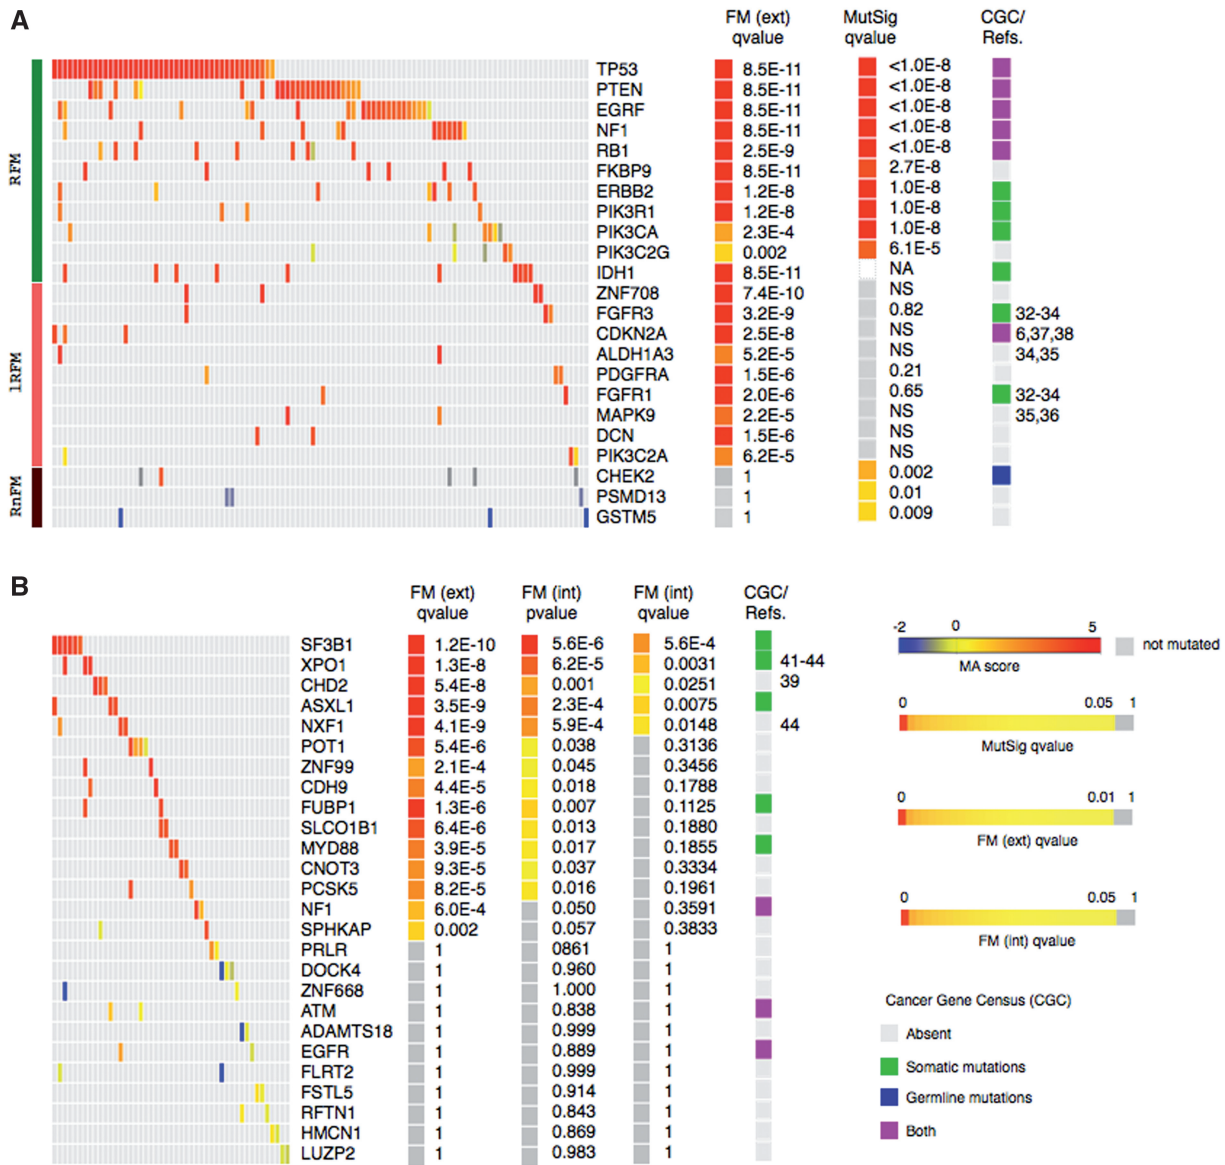 A
FM (ext) qvalue MutSig qvalue CGC/ Refs.
RFM
TP53 8.5E-11 <1.0E-8
PTEN 8.5E-11 <1.0E-8
EGRF 8.5E-11 <1.0E-8
NF1 8.5E-11 <1.0E-8
RB1 2.5E-9 <1.0E-8
FKBP9 8.5E-11 2.7E-8
ERBB2 1.2E-8 1.0E-8
PIK3R1 1.2E-8 1.0E-8
PIK3CA 2.3E-4 1.0E-8
PIK3C2G 0.002 6.1E-5
IDH1 8.5E-11 NA
lRFM
ZNF708 7.4E-10 NS
FGFR3 3.2E-9 0.82 32-34
CDKN2A 2.5E-8 NS 6,37,38
ALDH1A3 5.2E-5 NS 34,35
PDGFRA 1.5E-6 0.21
FGFR1 2.0E-6 0.65 32-34
MAPK9 2.2E-5 NS 35,36
DCN 1.5E-6 NS
PIK3C2A 6.2E-5 NS
RnFM
CHEK2 1 0.002
PSMD13 1 0.01
GSTM5 1 0.009
B
FM (ext) qvalue FM (int) pvalue FM (int) qvalue CGC/ Refs.
SF3B1 1.2E-10 5.6E-6 5.6E-4
XPO1 1.3E-8 6.2E-5 0.0031 41-44
CHD2 5.4E-8 0.001 0.0251 39
ASXL1 3.5E-9 2.3E-4 0.0075
NXF1 4.1E-9 5.9E-4 0.0148 44
POT1 5.4E-6 0.038 0.3136
ZNF99 2.1E-4 0.045 0.3456
CDH9 4.4E-5 0.018 0.1788
FUBP1 1.3E-6 0.007 0.1125
SLCO1B1 6.4E-6 0.013 0.1880
MYD88 3.9E-5 0.017 0.1855
CNOT3 9.3E-5 0.037 0.3334
PCSK5 8.2E-5 0.016 0.1961
NF1 6.0E-4 0.050 0.3591
SPHKAP 0.002 0.057 0.3833
PRLR 1 0861 1
DOCK4 1 0.960 1
ZNF668 1 1.000 1
ATM 1 0.838 1
ADAMTS18 1 0.999 1
EGFR 1 0.889 1
FLRT2 1 0.999 1
FSTL5 1 0.914 1
RFTN1 1 0.843 1
HMCN1 1 0.869 1
LUZP2 1 0.983 1
-2 0 5
not mutated
MA score
0 0.05 1
MutSig qvalue
0 0.01 1
FM (ext) qvalue
0 0.05 1
FM (int) qvalue
Cancer Gene Census (CGC)
Absent
Somatic mutations
Germline mutations
Both